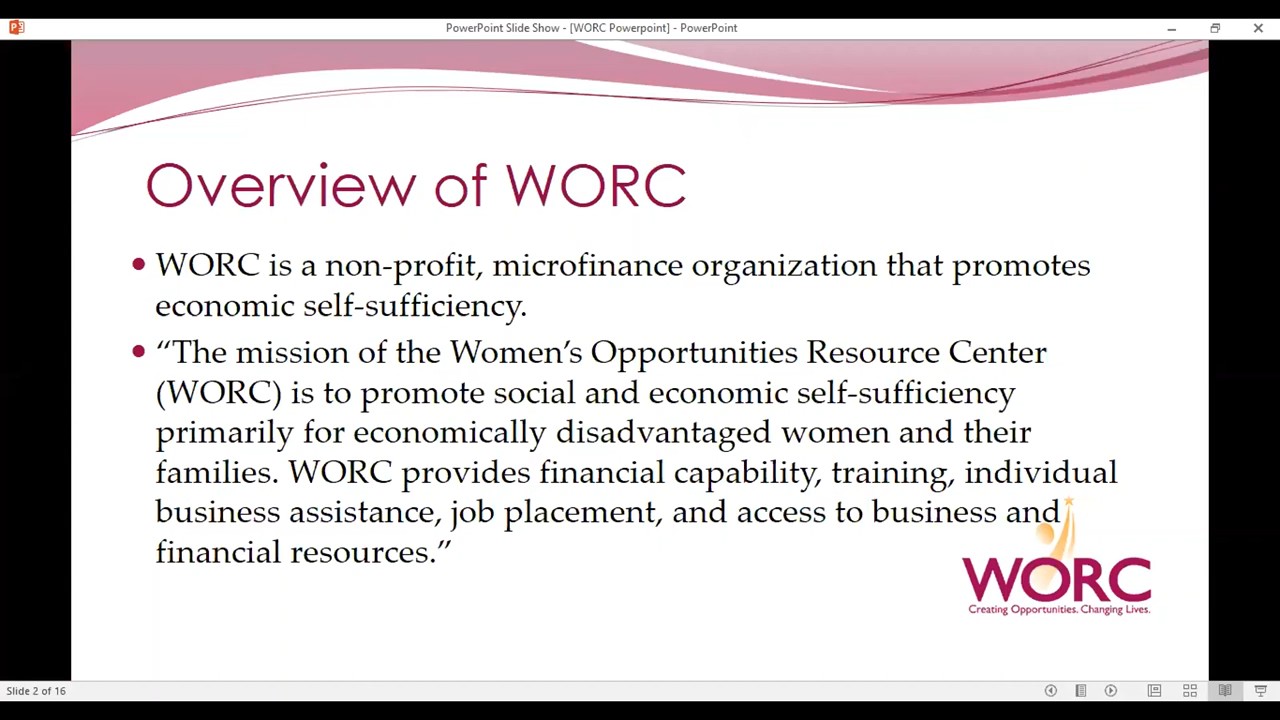 PowerPoint Slide Show - [WORC Powerpoint] - PowerPoint
Overview of WORC
• WORC is a non-profit, microfinance organization that promotes
economic self-sufficiency.
• “The mission of the Women’s Opportunities Resource Center
(WORC) is to promote social and economic self-sufficiency
primarily for economically disadvantaged women and their
families. WORC provides financial capability, training, individual
business assistance, job placement, and access to business and
financial resources.”
WORC
Creating Opportunities. Changing Lives.
Slide 2 of 16